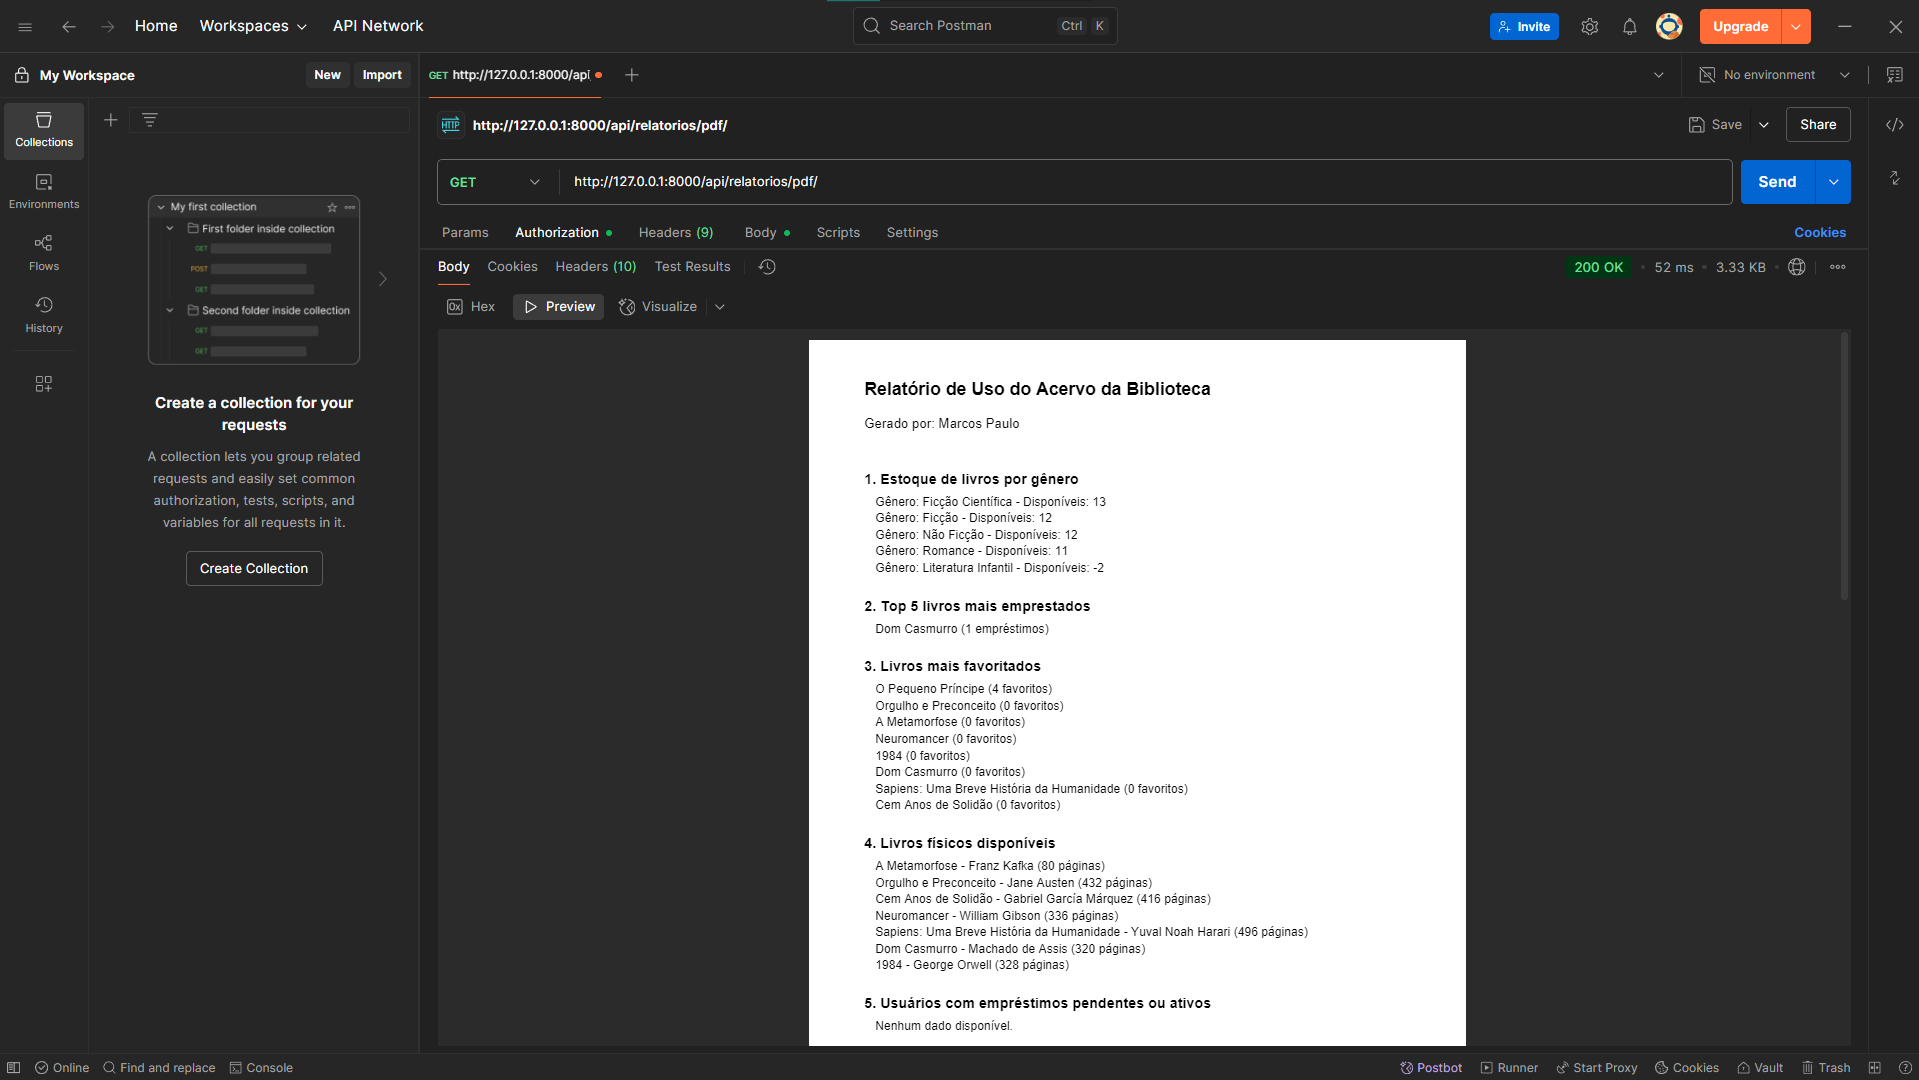 Home
Workspaces
API Network
Search Postman
Ctrl
K
Invite
Upgrade
My Workspace
New
Import
GET http://127.0.0.1:8000/api
No environment
Collections
Environments
Flows
History
My first collection
First folder inside collection
GET
POST
GET
Second folder inside collection
GET
GET
Create a collection for your
requests
A collection lets you group related
requests and easily set common
authorization, tests, scripts, and
variables for all requests in it.
Create Collection
HTTP
http://127.0.0.1:8000/api/relatorios/pdf/
Save
Share
GET
http://127.0.0.1:8000/api/relatorios/pdf/
Send
Params
Authorization
Headers (9)
Body
Scripts
Settings
Cookies
Body
Cookies
Headers (10)
Test Results
200 OK
52 ms
3.33 KB
0x Hex
Preview
Visualize
Relatório de Uso do Acervo da Biblioteca
Gerado por: Marcos Paulo
1. Estoque de livros por gênero
Gênero: Ficção Científica - Disponíveis: 13
Gênero: Ficção - Disponíveis: 12
Gênero: Não Ficção - Disponíveis: 12
Gênero: Romance - Disponíveis: 11
Gênero: Literatura Infantil - Disponíveis: -2
2. Top 5 livros mais emprestados
Dom Casmurro (1 empréstimos)
3. Livros mais favoritados
O Pequeno Príncipe (4 favoritos)
Orgulho e Preconceito (0 favoritos)
A Metamorfose (0 favoritos)
Neuromancer (0 favoritos)
1984 (0 favoritos)
Dom Casmurro (0 favoritos)
Sapiens: Uma Breve História da Humanidade (0 favoritos)
Cem Anos de Solidão (0 favoritos)
4. Livros físicos disponíveis
A Metamorfose - Franz Kafka (80 páginas)
Orgulho e Preconceito - Jane Austen (432 páginas)
Cem Anos de Solidão - Gabriel García Márquez (416 páginas)
Neuromancer - William Gibson (336 páginas)
Sapiens: Uma Breve História da Humanidade - Yuval Noah Harari (496 páginas)
Dom Casmurro - Machado de Assis (320 páginas)
1984 - George Orwell (328 páginas)
5. Usuários com empréstimos pendentes ou ativos
Nenhum dado disponível.
Online
Find and replace
Console
Postbot
Runner
Start Proxy
Cookies
Vault
Trash